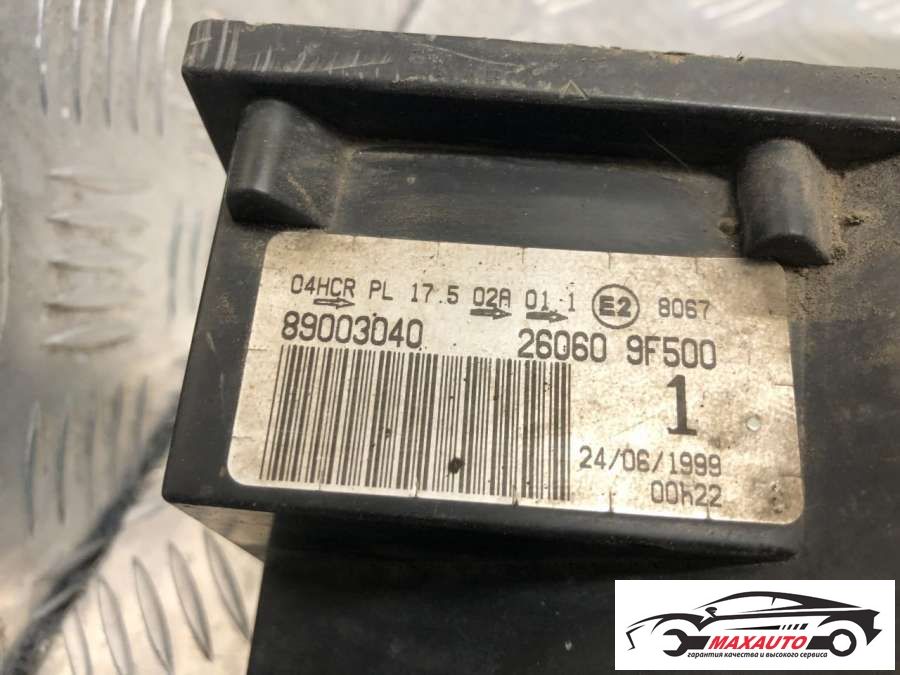 04HCR PL 17.5 02A 01 1 E2 8067
89003040 26060 9F500
1
24/06/1999
00h22
MAXAUTO
гарантия качества и высокого сервиса